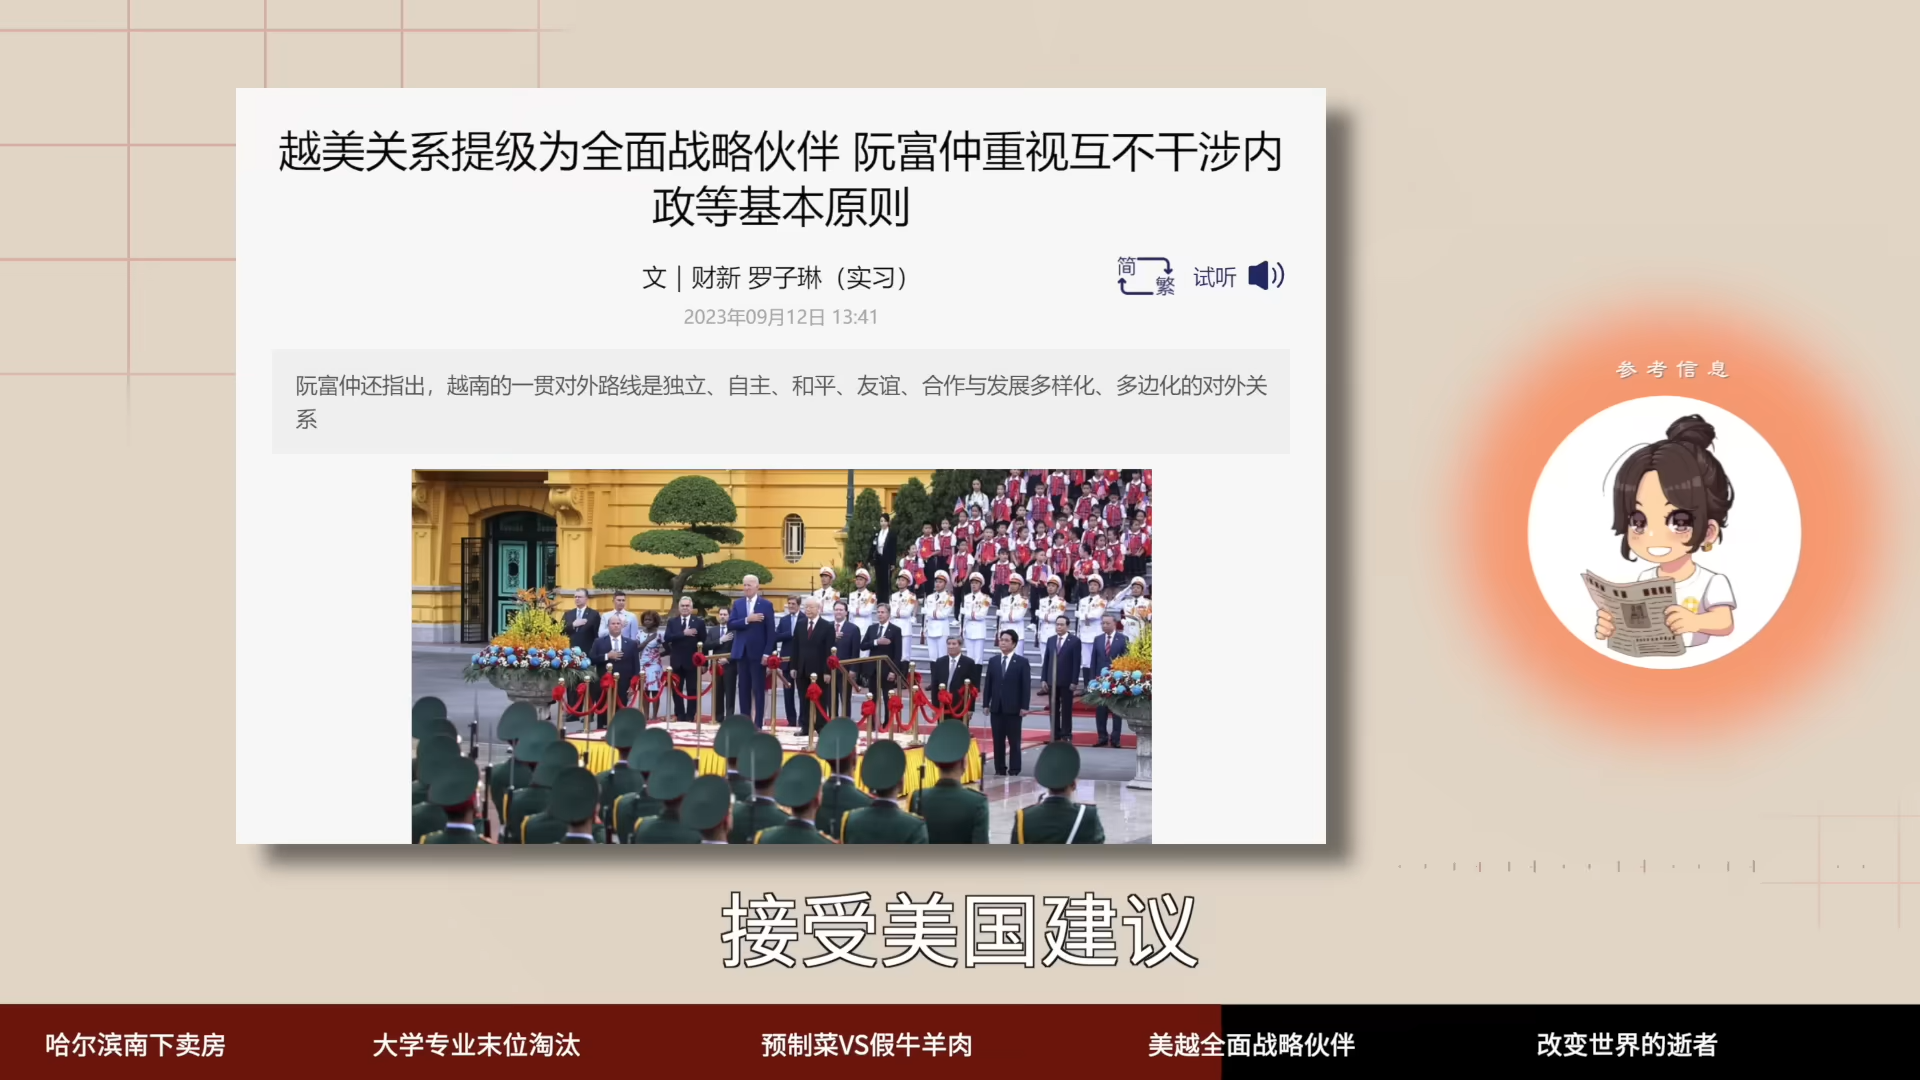 越美关系提级为全面战略伙伴 阮富仲重视互不干涉内
政等基本原则
文｜财新 罗子琳（实习）
简繁
试听
2023年09月12日 13:41
阮富仲还指出，越南的一贯对外路线是独立、自主、和平、友谊、合作与发展多样化、多边化的对外关
系
参考信息
接受美国建议
哈尔滨南下卖房
大学专业末位淘汰
预制菜VS假牛羊肉
美越全面战略伙伴
改变世界的逝者